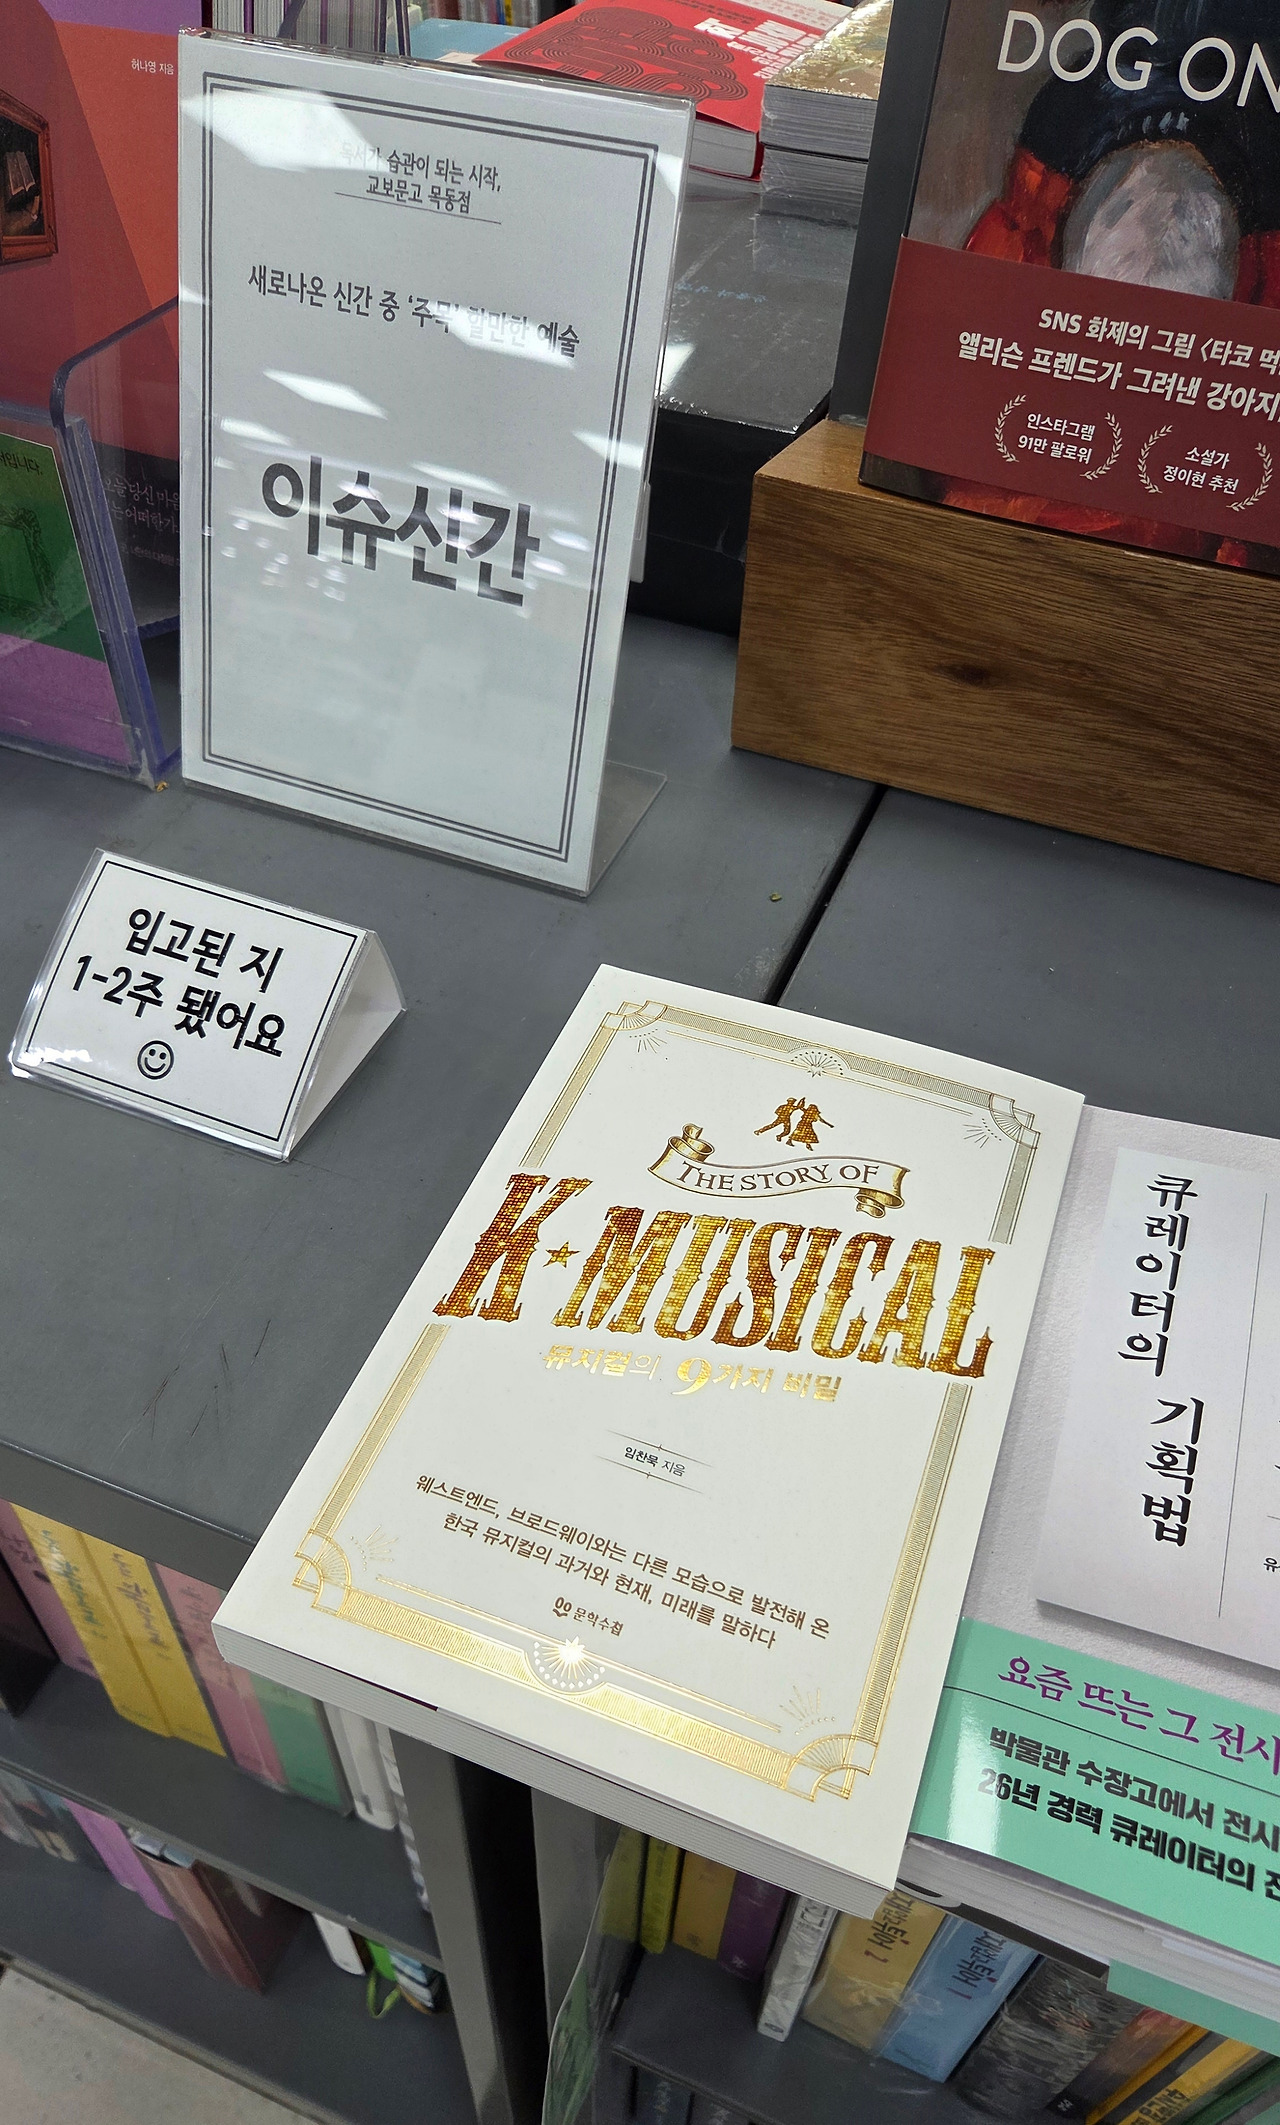 허나영 지음
독서가 습관이 되는 시작,
교보문고 목동점
새로나온 신간 중 '주목' 할만한 예술
이슈신간
DOG ON
SNS 화제의 그림 〈타코 먹
앨리슨 프렌드가 그려낸 강아지
인스타그램
91만 팔로워
소설가
정이현 추천
입고된 지
1-2주 됐어요
THE STORY OF
K★MUSICAL
뮤지컬의 9가지 비밀
임찬묵 지음
웨스트엔드, 브로드웨이와는 다른 모습으로 발전해 온
한국 뮤지컬의 과거와 현재, 미래를 말하다
문학수첩
큐레이터의 기획법
유
요즘 뜨는 그 전시
박물관 수장고에서 전시
26년 경력 큐레이터의 전